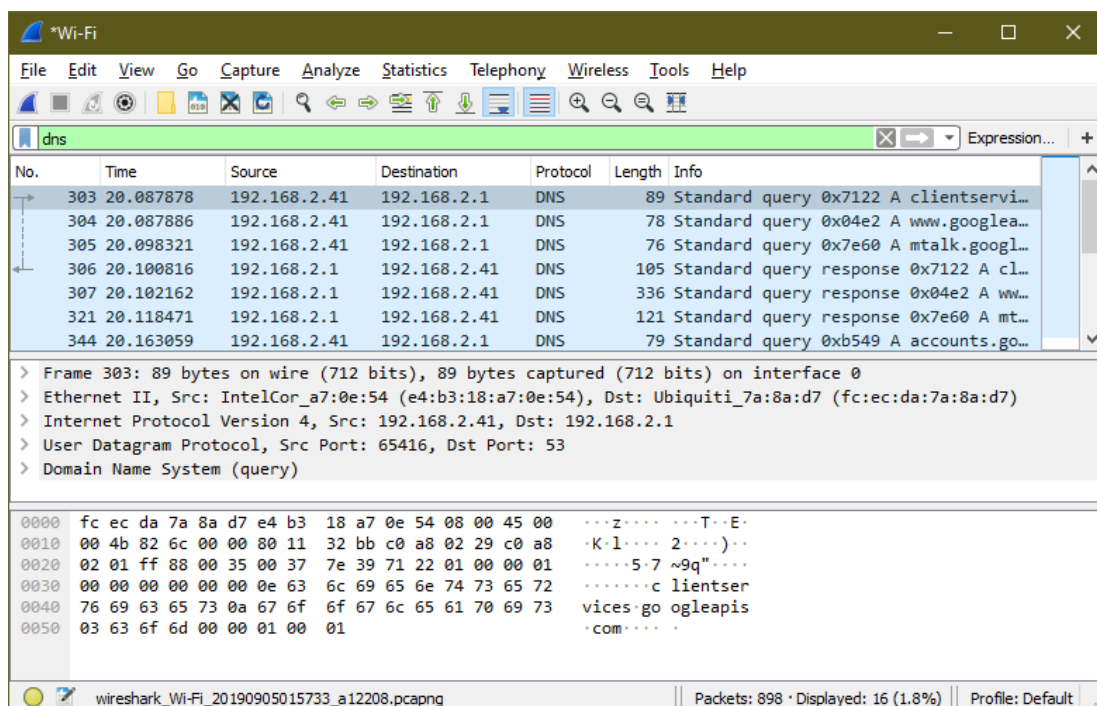 *Wi-Fi
File Edit View Go Capture Analyze Statistics Telephony Wireless Tools Help
dns Expression... +
No. Time Source Destination Protocol Length Info
303 20.087878 192.168.2.41 192.168.2.1 DNS 89 Standard query 0x7122 A clientservi…
304 20.087886 192.168.2.41 192.168.2.1 DNS 78 Standard query 0x04e2 A www.googlea…
305 20.098321 192.168.2.41 192.168.2.1 DNS 76 Standard query 0x7e60 A mtalk.googl…
306 20.100816 192.168.2.1 192.168.2.41 DNS 105 Standard query response 0x7122 A cl…
307 20.102162 192.168.2.1 192.168.2.41 DNS 336 Standard query response 0x04e2 A ww…
321 20.118471 192.168.2.1 192.168.2.41 DNS 121 Standard query response 0x7e60 A mt…
344 20.163059 192.168.2.41 192.168.2.1 DNS 79 Standard query 0xb549 A accounts.go…
> Frame 303: 89 bytes on wire (712 bits), 89 bytes captured (712 bits) on interface 0
> Ethernet II, Src: IntelCor_a7:0e:54 (e4:b3:18:a7:0e:54), Dst: Ubiquiti_7a:8a:d7 (fc:ec:da:7a:8a:d7)
> Internet Protocol Version 4, Src: 192.168.2.41, Dst: 192.168.2.1
> User Datagram Protocol, Src Port: 65416, Dst Port: 53
> Domain Name System (query)
0000 fc ec da 7a 8a d7 e4 b3 18 a7 0e 54 08 00 45 00 ···z···· ···T··E·
0010 00 4b 82 6c 00 00 80 11 32 bb c0 a8 02 29 c0 a8 ·K·l···· 2····)··
0020 02 01 ff 88 00 35 00 37 7e 39 71 22 01 00 00 01 ·····5·7 ~9q"····
0030 00 00 00 00 00 00 0e 63 6c 69 65 6e 74 73 65 72 ·······c lientser
0040 76 69 63 65 73 0a 67 6f 6f 67 6c 65 61 70 69 73 vices·go ogleapis
0050 03 63 6f 6d 00 00 01 00 01 ·com···· ·
wireshark_Wi-Fi_20190905015733_a12208.pcapng Packets: 898 · Displayed: 16 (1.8%) Profile: Default